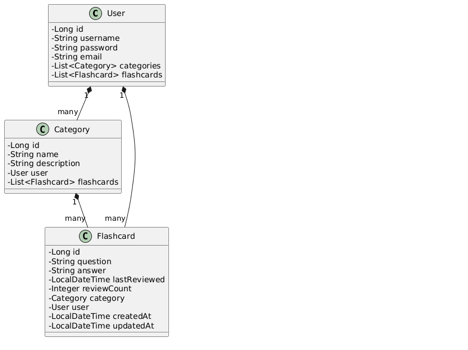 C User
-Long id
-String username
-String password
-String email
-List<Category> categories
-List<Flashcard> flashcards
1
1
many
C Category
-Long id
-String name
-String description
-User user
-List<Flashcard> flashcards
1
many
many
C Flashcard
-Long id
-String question
-String answer
-LocalDateTime lastReviewed
-Integer reviewCount
-Category category
-User user
-LocalDateTime createdAt
-LocalDateTime updatedAt